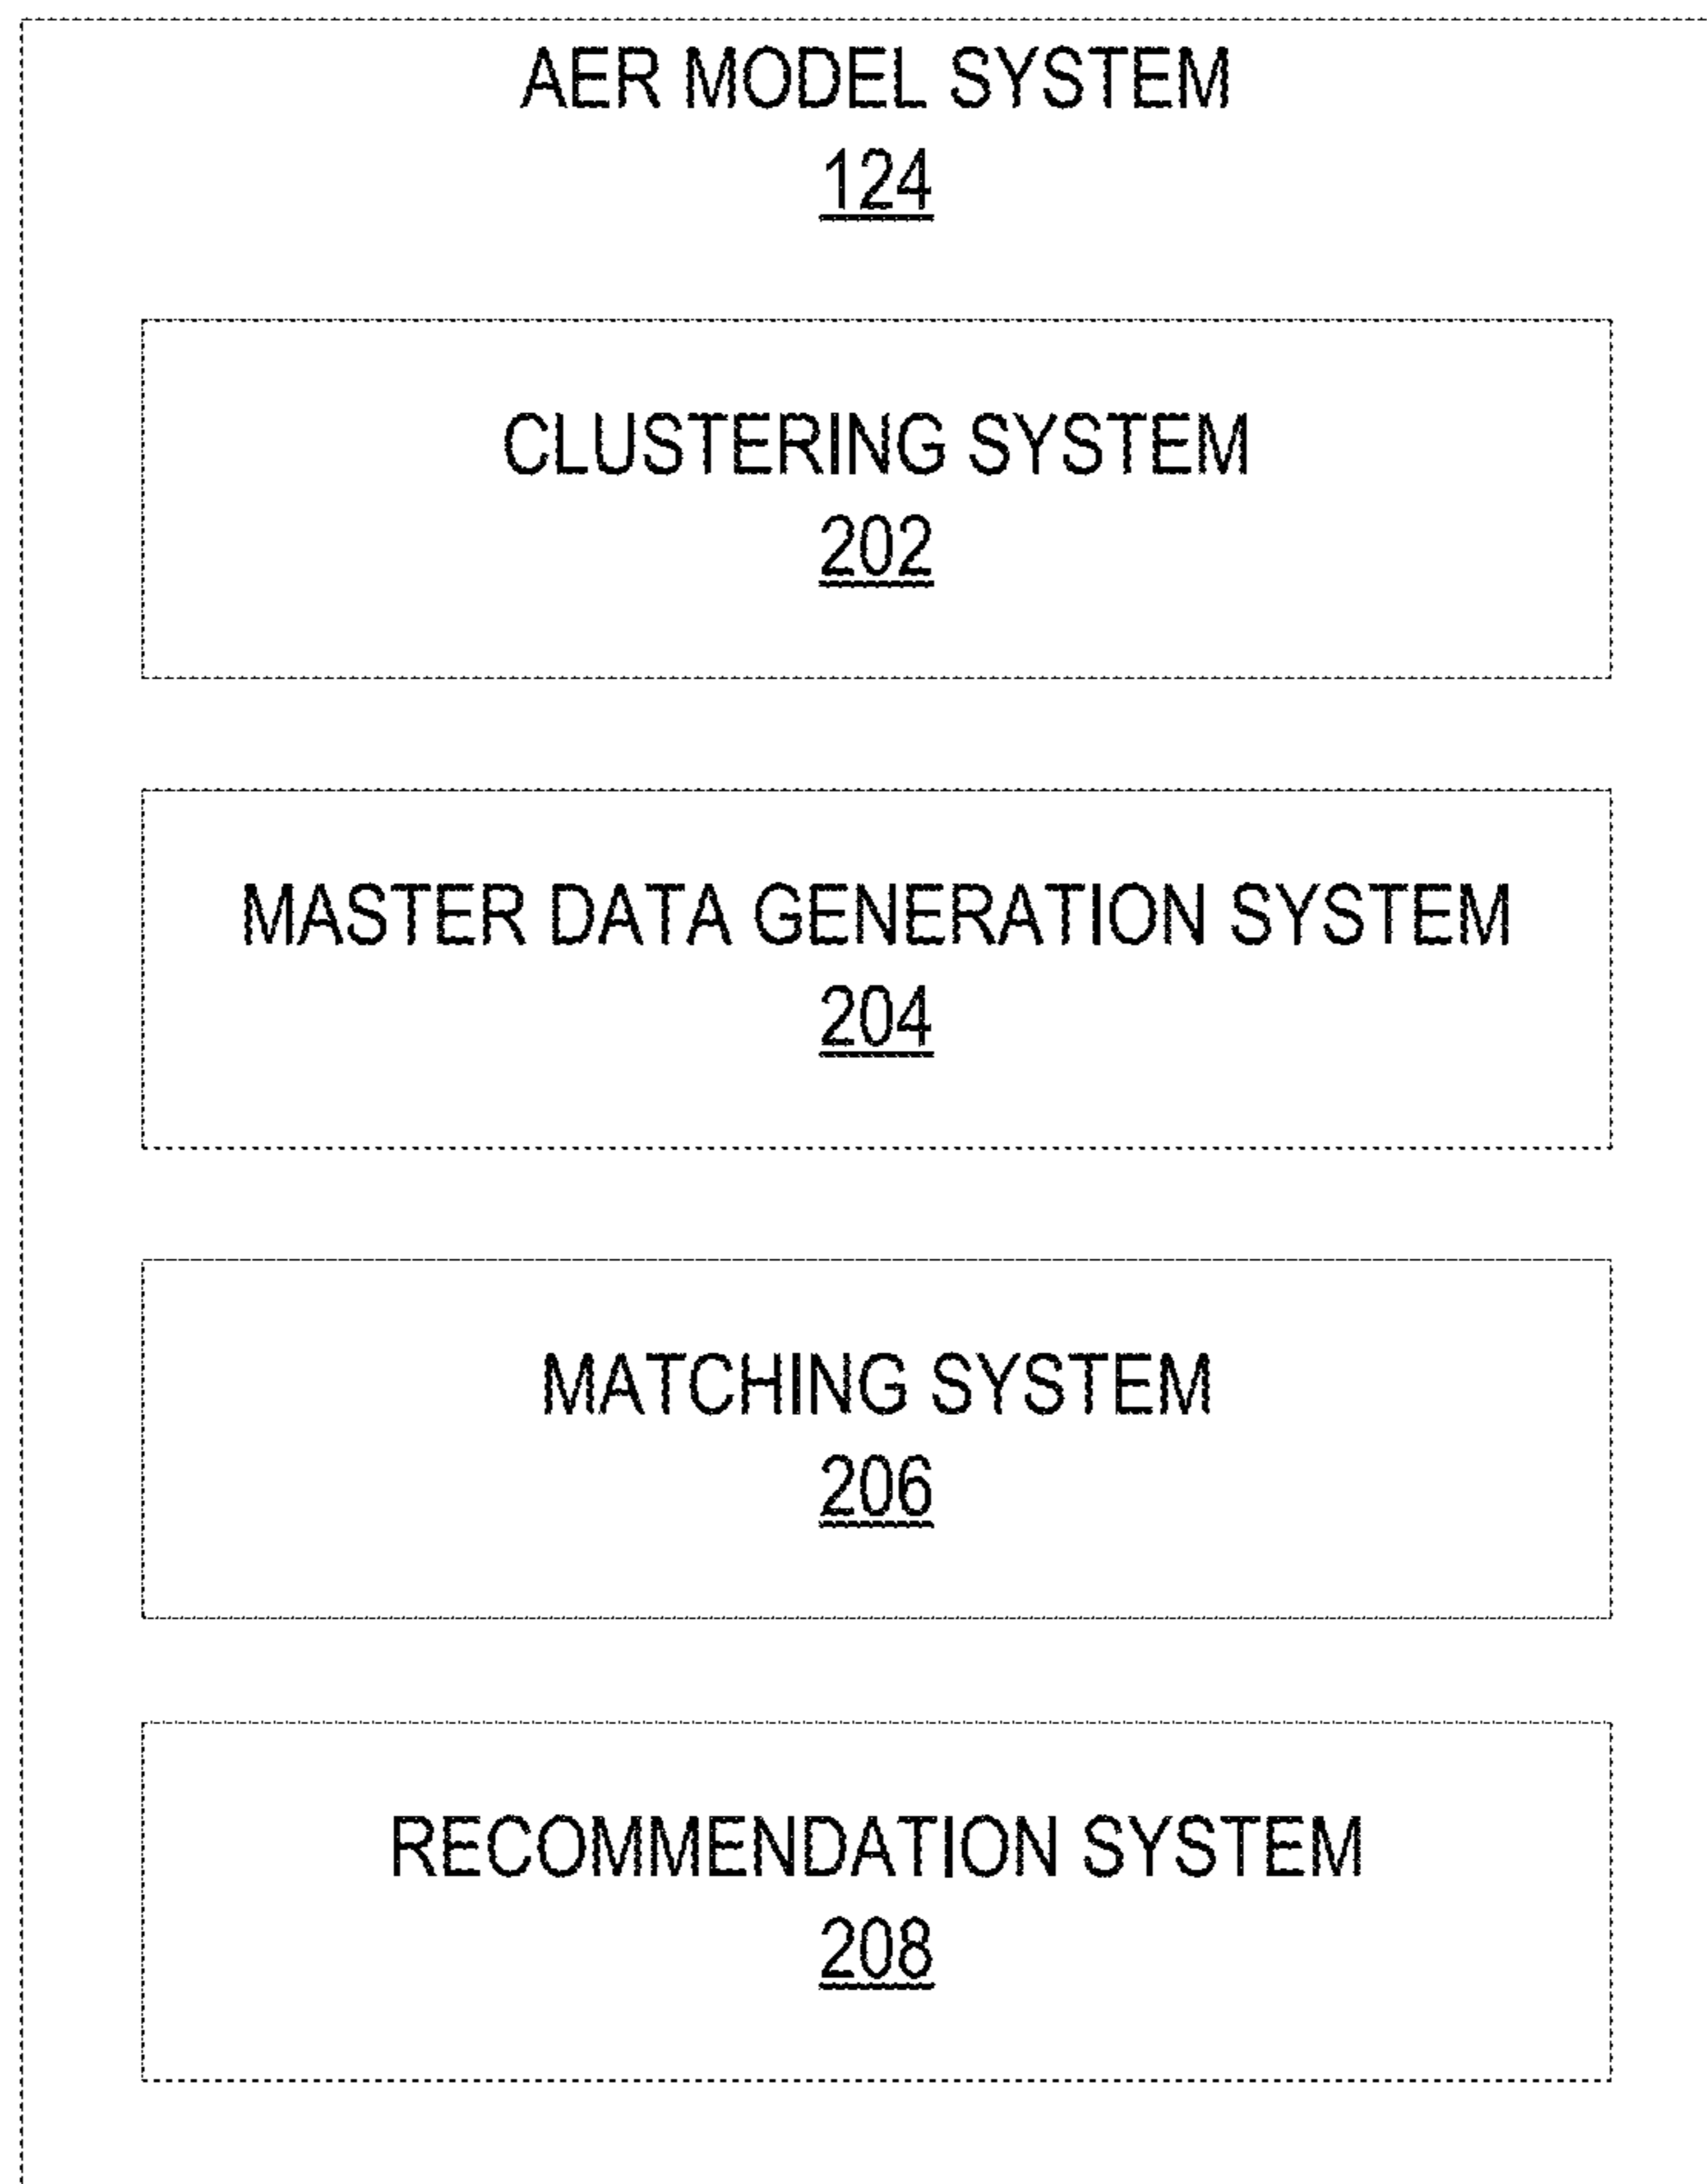 AER MODEL SYSTEM
124
CLUSTERING SYSTEM
202
MASTER DATA GENERATION SYSTEM
204
MATCHING SYSTEM
206
RECOMMENDATION SYSTEM
208